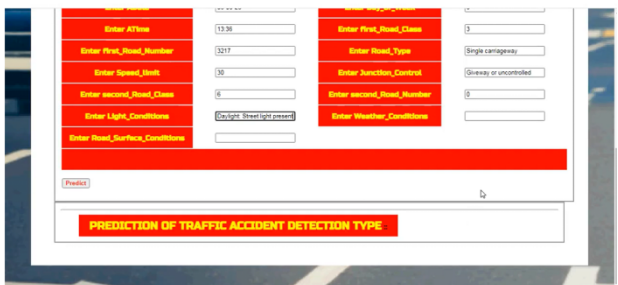 Enter ATime 13:36 Enter First_Road_Class 3
Enter First_Road_Number 3217 Enter Road_Type Single carriageway
Enter Speed_limit 30 Enter Junction_Control Giveway or uncontrolled
Enter second_Road_Class 6 Enter second_Road_Number 0
Enter Light_Conditions Daylight: Street light present Enter Weather_Conditions
Enter Road_Surface_Conditions
Predict
PREDICTION OF TRAFFIC ACCIDENT DETECTION TYPE :